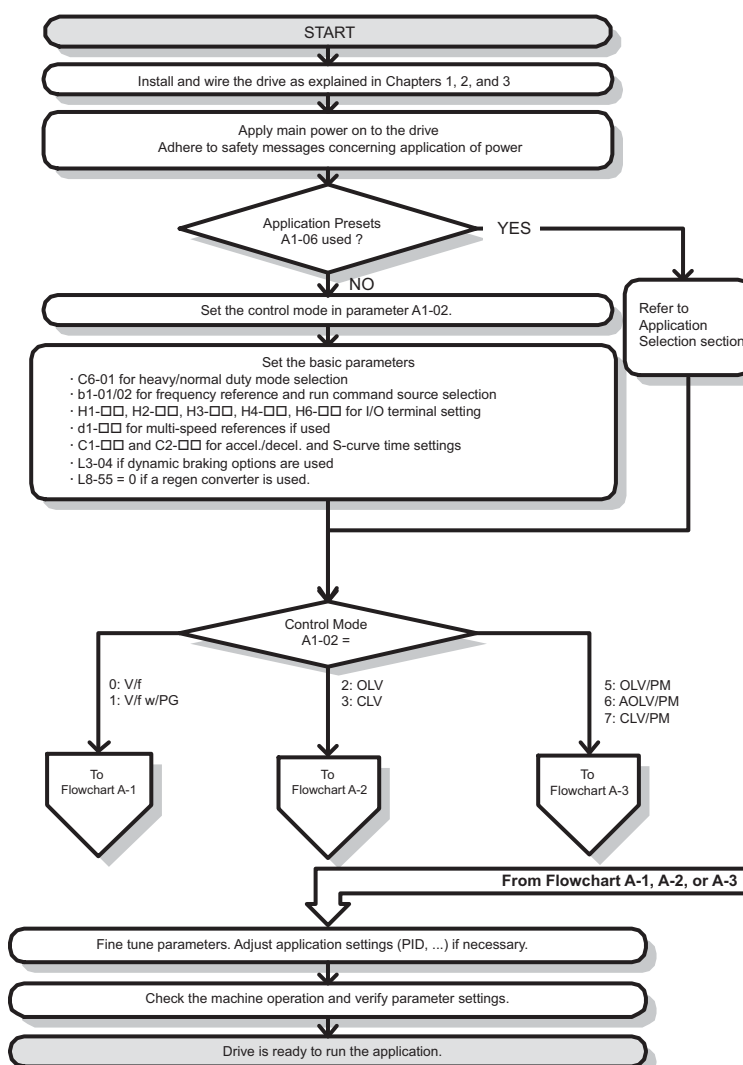 START
Install and wire the drive as explained in Chapters 1, 2, and 3
Apply main power on to the drive
Adhere to safety messages concerning application of power
Application Presets
A1-06 used ?
YES
NO
Refer to
Application
Selection section
Set the control mode in parameter A1-02.
Set the basic parameters
· C6-01 for heavy/normal duty mode selection
· b1-01/02 for frequency reference and run command source selection
· H1-□□, H2-□□, H3-□□, H4-□□, H6-□□ for I/O terminal setting
· d1-□□ for multi-speed references if used
· C1-□□ and C2-□□ for accel./decel. and S-curve time settings
· L3-04 if dynamic braking options are used
· L8-55 = 0 if a regen converter is used.
Control Mode
A1-02 =
0: V/f
1: V/f w/PG
2: OLV
3: CLV
5: OLV/PM
6: AOLV/PM
7: CLV/PM
To
Flowchart A-1
To
Flowchart A-2
To
Flowchart A-3
From Flowchart A-1, A-2, or A-3
Fine tune parameters. Adjust application settings (PID, ...) if necessary.
Check the machine operation and verify parameter settings.
Drive is ready to run the application.